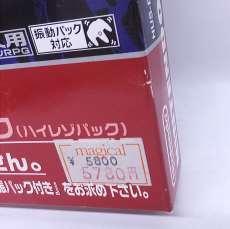 人用
RPG
振動パック
対応
(ハイレゾパック)
せん。
magical
¥ 5800
5780円
パック付き
をお求め下さい。